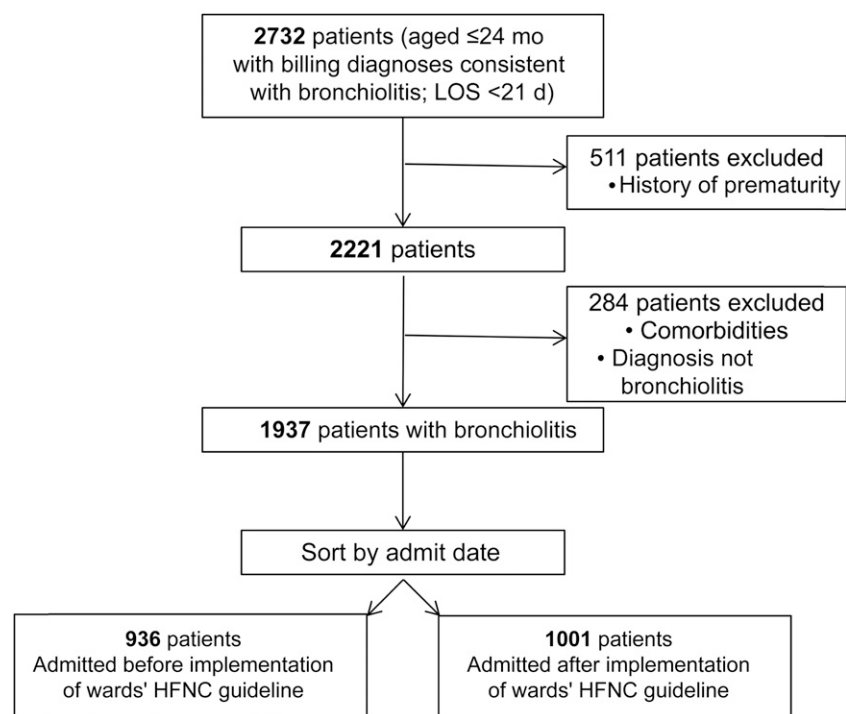 2732 patients (aged ≤24 mo
with billing diagnoses consistent
with bronchiolitis; LOS <21 d)
511 patients excluded
• History of prematurity
2221 patients
284 patients excluded
• Comorbidities
• Diagnosis not
bronchiolitis
1937 patients with bronchiolitis
Sort by admit date
936 patients
Admitted before implementation
of wards' HFNC guideline
1001 patients
Admitted after implementation
of wards' HFNC guideline